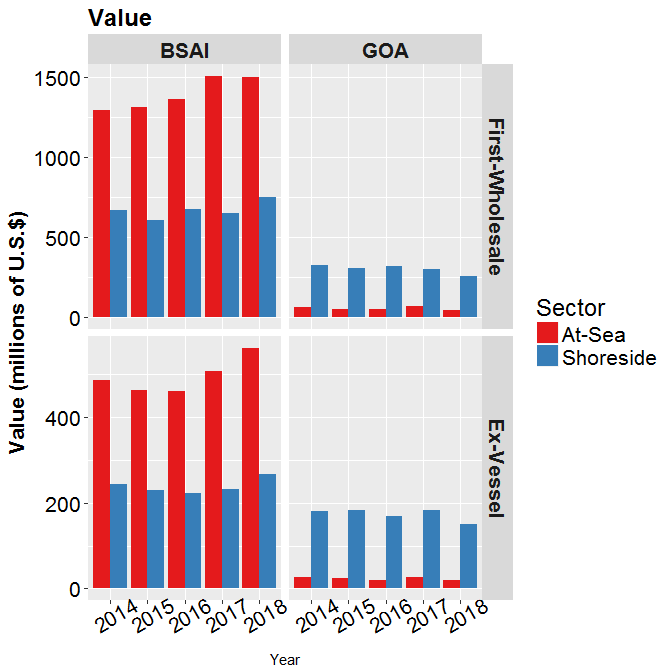 Value
BSAI
GOA
1500
1000
500
0
First-Wholesale
400
200
0
Ex-Vessel
Value (millions of U.S.$)
2014
2015
2016
2017
2018
2014
2015
2016
2017
2018
Year
Sector
At-Sea
Shoreside